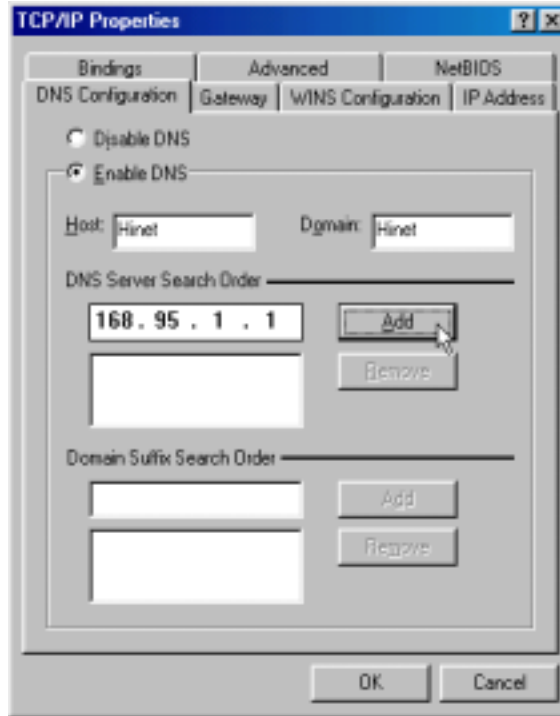 TCP/IP Properties
Bindings Advanced NetBIOS
DNS Configuration Gateway WINS Configuration IP Address
Disable DNS
Enable DNS
Host: Hinet Domain: Hinet
DNS Server Search Order
168 . 95 . 1 . 1 Add
Remove
Domain Suffix Search Order
Add
Remove
OK Cancel